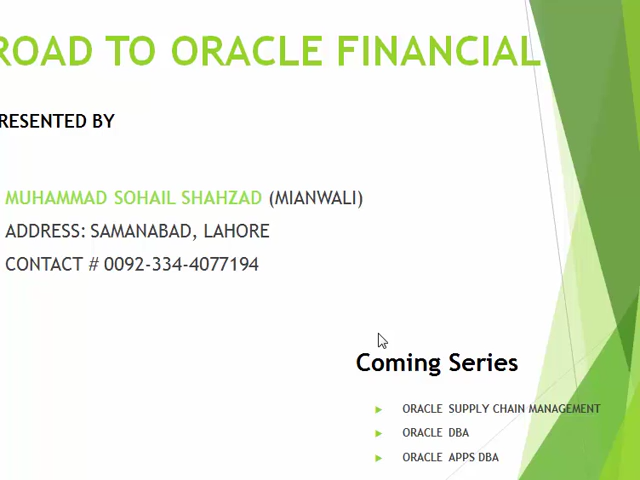 ROAD TO ORACLE FINANCIAL
RESENTED BY
MUHAMMAD SOHAIL SHAHZAD (MIANWALI)
ADDRESS: SAMANABAD, LAHORE
CONTACT # 0092-334-4077194
Coming Series
ORACLE SUPPLY CHAIN MANAGEMENT
ORACLE DBA
ORACLE APPS DBA